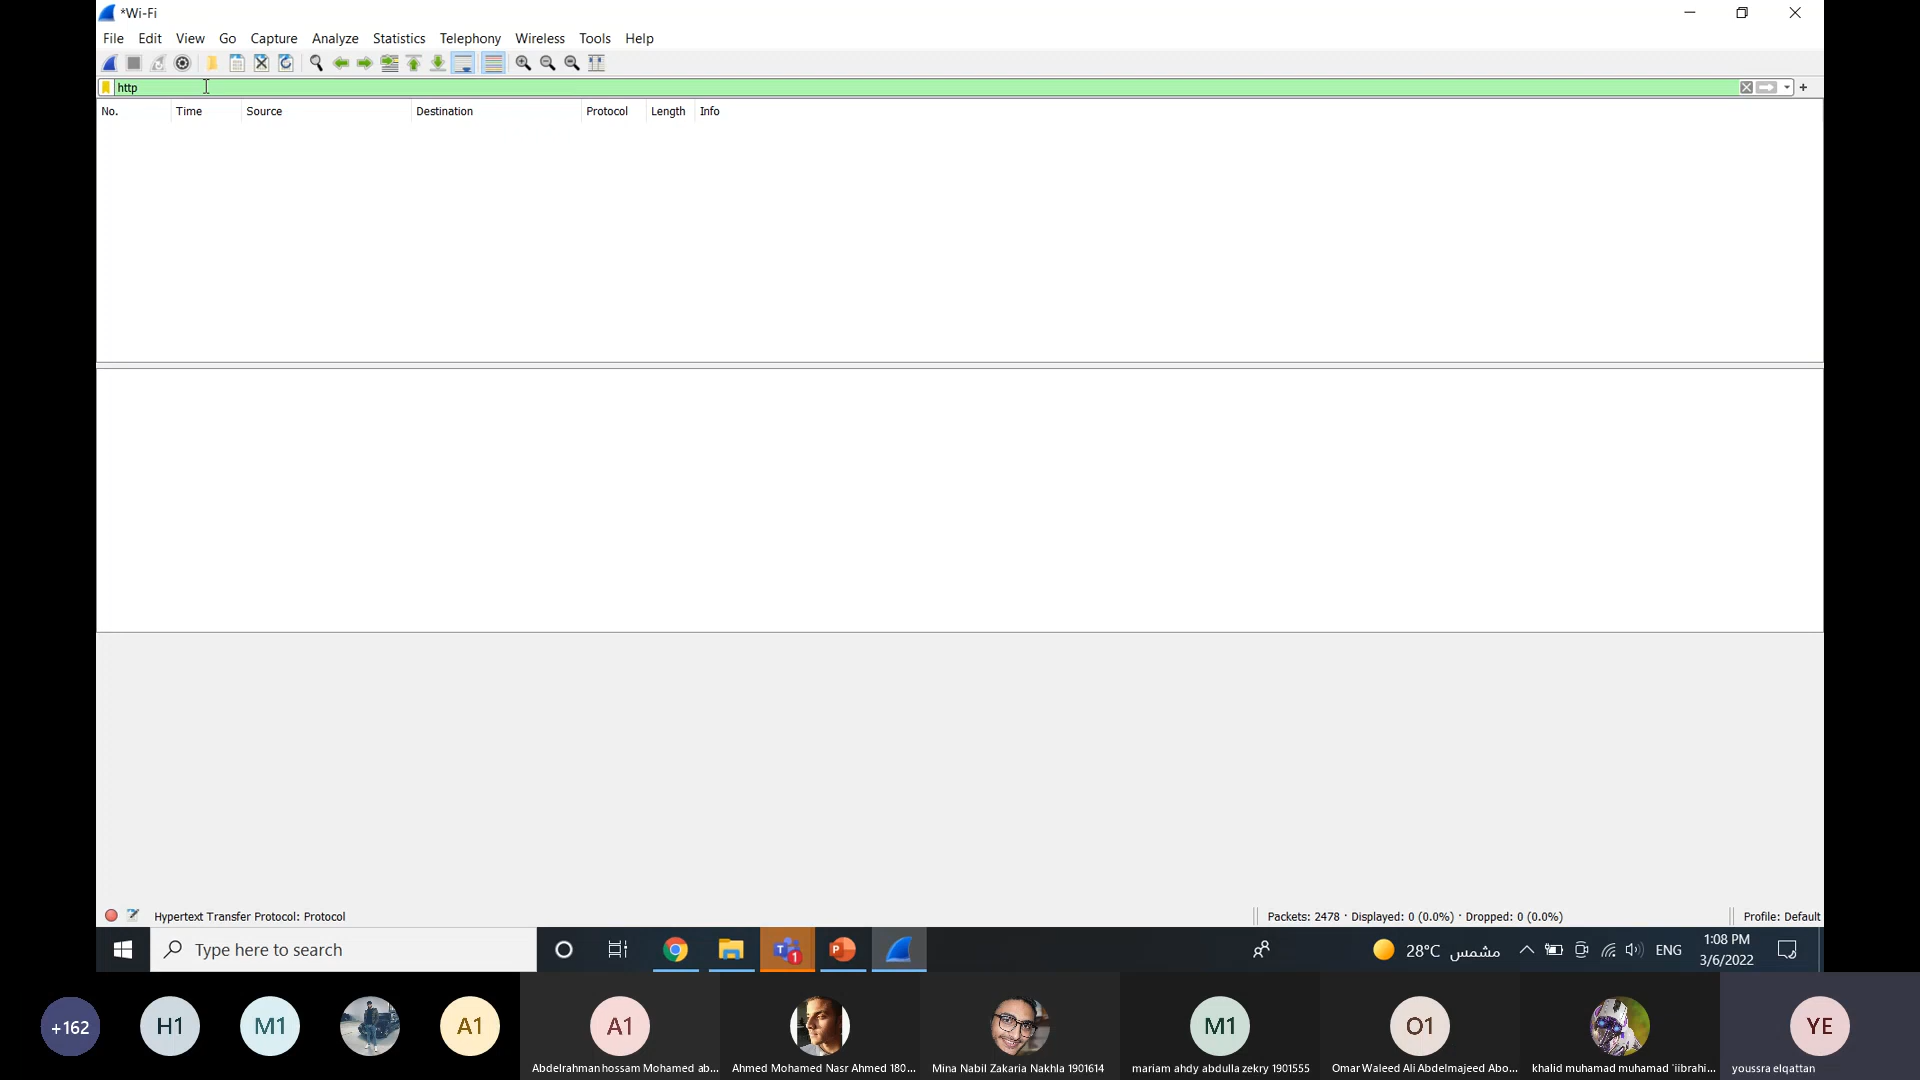 *Wi-Fi
File Edit View Go Capture Analyze Statistics Telephony Wireless Tools Help
http
No. Time Source Destination Protocol Length Info
Hypertext Transfer Protocol: Protocol
Packets: 2478 · Displayed: 0 (0.0%) · Dropped: 0 (0.0%)
Profile: Default
Type here to search
1
28°C مشمس
ENG
1:08 PM
3/6/2022
+162
H1
M1
A1
A1
Abdelrahman hossam Mohamed ab...
Ahmed Mohamed Nasr Ahmed 180...
Mina Nabil Zakaria Nakhla 1901614
M1
mariam ahdy abdulla zekry 1901555
O1
Omar Waleed Ali Abdelmajeed Abo...
khalid muhamad muhamad `iibrahi...
YE
youssra elqattan